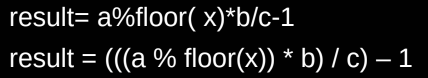 result= a%floor( x)*b/c-1
result = (((a % floor(x)) * b) / c) – 1